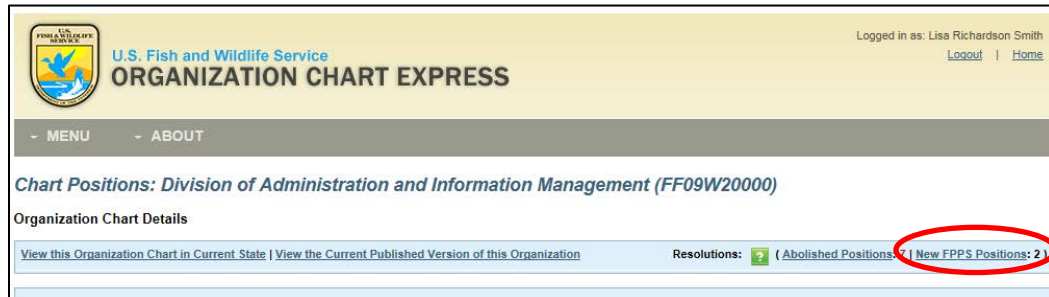 U.S.
FISH & WILDLIFE
SERVICE
Logged in as: Lisa Richardson Smith
U.S. Fish and Wildlife Service
Logout | Home
ORGANIZATION CHART EXPRESS
MENU ABOUT
Chart Positions: Division of Administration and Information Management (FF09W20000)
Organization Chart Details
View this Organization Chart in Current State | View the Current Published Version of this Organization Resolutions: ? ( Abolished Positions: 7 | New FPPS Positions: 2 )